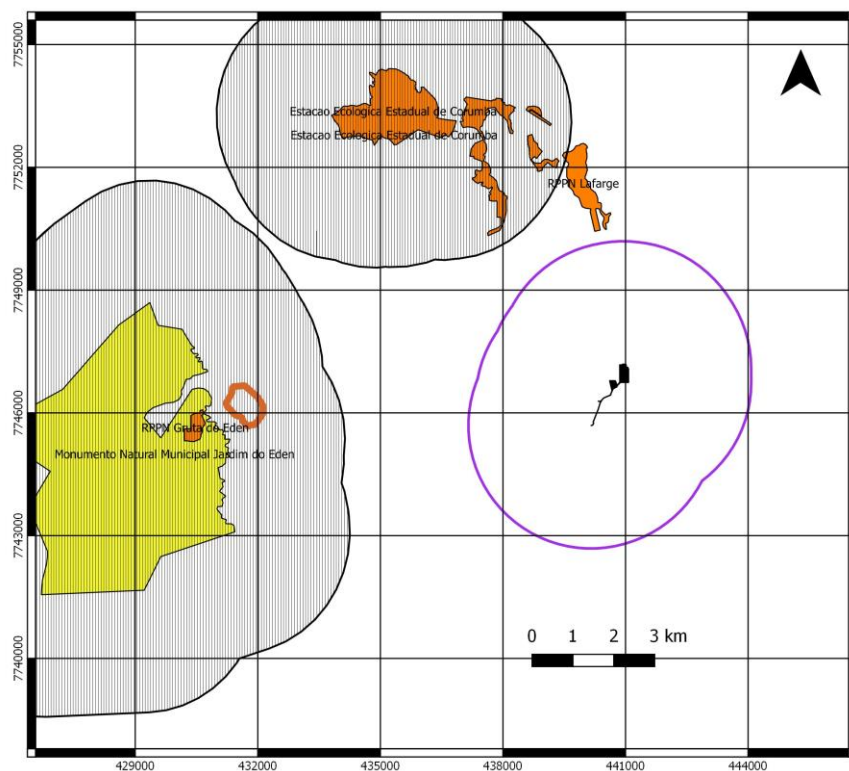 7755000
Estacao Ecologica Estadual de Corumba
Estacao Ecologica Estadual de Corumba
7752000
RPPN Lafarge
7749000
7746000
RPPN Gruta do Eden
Monumento Natural Municipal Jardim do Eden
7743000
0 1 2 3 km
7740000
429000 432000 435000 438000 441000 444000